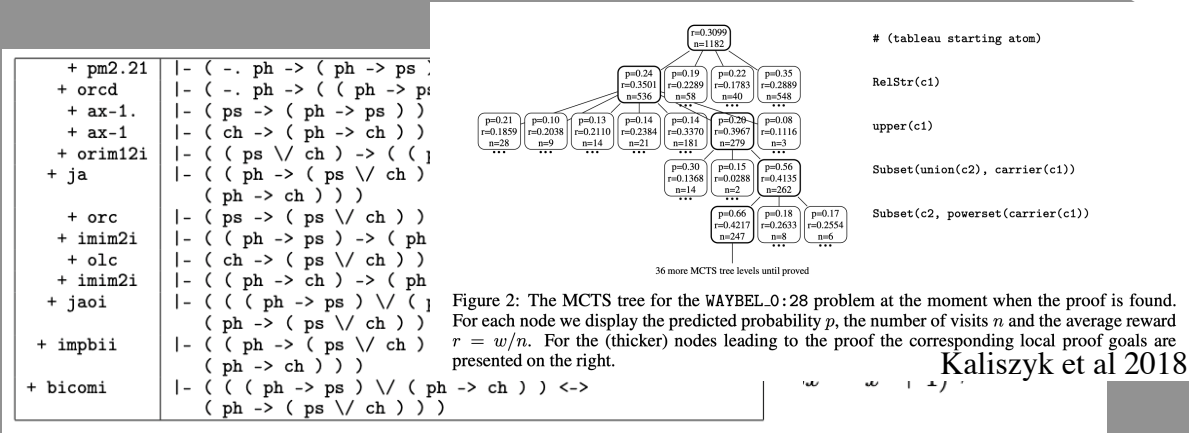 + pm2.21 |- ( -. ph -> ( ph -> ps )
+ orcd |- ( -. ph -> ( ( ph -> ps
+ ax-1. |- ( ps -> ( ph -> ps ) )
+ ax-1 |- ( ch -> ( ph -> ch ) )
+ orim12i |- ( ( ps \/ ch ) -> ( (
+ ja |- ( ( ph -> ( ps \/ ch )
( ph -> ch ) ) )
+ orc |- ( ps -> ( ps \/ ch ) )
+ imim2i |- ( ( ph -> ps ) -> ( ph
+ olc |- ( ch -> ( ps \/ ch ) )
+ imim2i |- ( ( ph -> ch ) -> ( ph
+ jaoi |- ( ( ( ph -> ps ) \/ (
( ph -> ( ps \/ ch ) )
+ impbii |- ( ( ph -> ( ps \/ ch )
( ph -> ch ) ) )
+ bicomi |- ( ( ( ph -> ps ) \/ ( ph -> ch ) ) <->
( ph -> ( ps \/ ch ) ) )
r=0.3099
n=1182
# (tableau starting atom)
p=0.24 p=0.19 p=0.22 p=0.35
r=0.3501 r=0.2289 r=0.1783 r=0.2889
n=536 n=58 n=40 n=548
RelStr(c1)
p=0.21 p=0.10 p=0.13 p=0.14 p=0.14 p=0.20 p=0.08
r=0.1859 r=0.2038 r=0.2110 r=0.2384 r=0.3370 r=0.3967 r=0.1116
n=28 n=9 n=14 n=21 n=181 n=279 n=3
upper(c1)
p=0.30 p=0.15 p=0.56
r=0.1368 r=0.0288 r=0.4135
n=14 n=2 n=262
Subset(union(c2), carrier(c1))
p=0.66 p=0.18 p=0.17
r=0.4217 r=0.2633 r=0.2554
n=247 n=8 n=6
Subset(c2, powerset(carrier(c1))
36 more MCTS tree levels until proved
Figure 2: The MCTS tree for the WAYBEL_0:28 problem at the moment when the proof is found.
For each node we display the predicted probability p, the number of visits n and the average reward
r = w/n. For the (thicker) nodes leading to the proof the corresponding local proof goals are
presented on the right.
Kaliszyk et al 2018